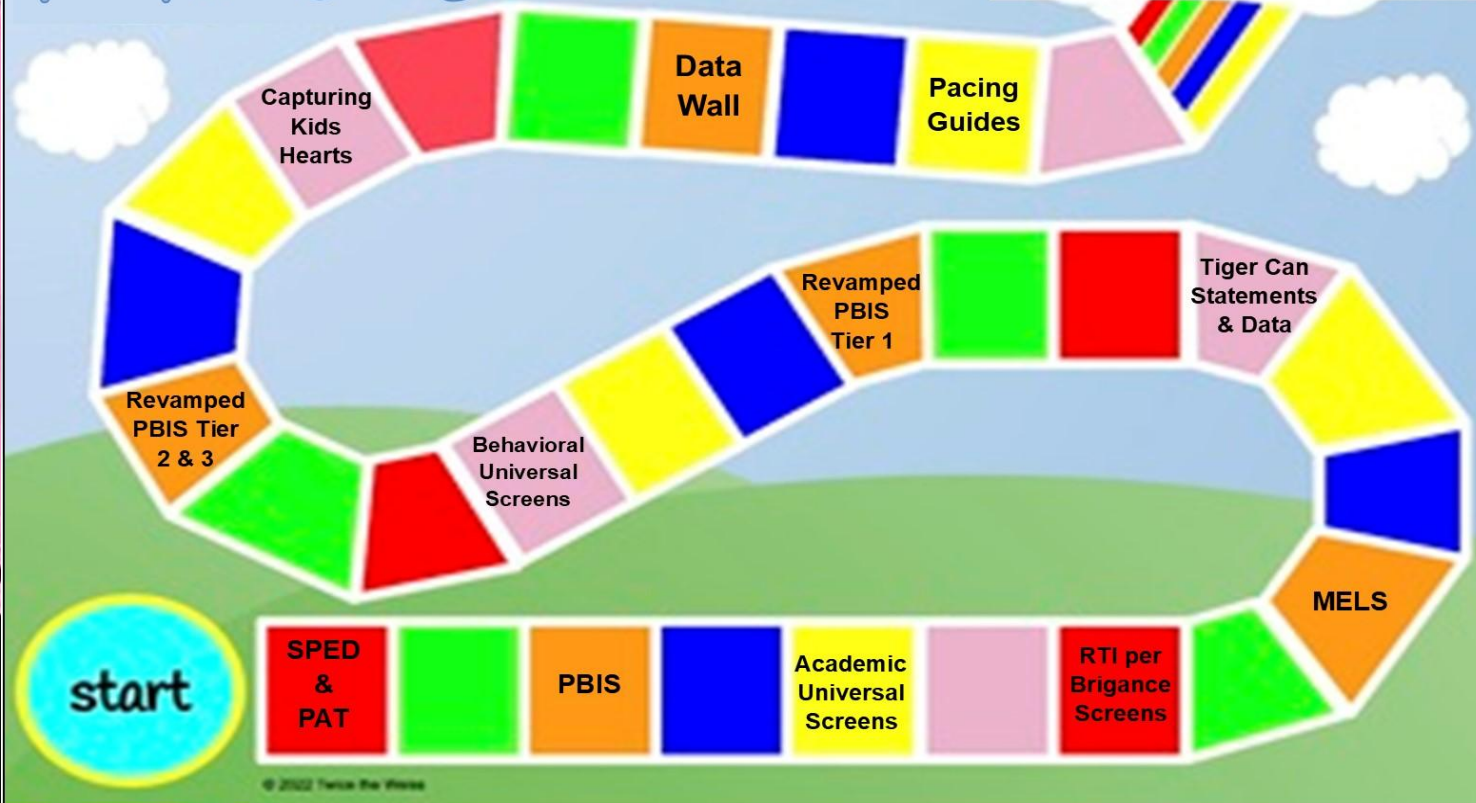 start
SPED
&
PAT
PBIS
Academic
Universal
Screens
RTI per
Brigance
Screens
MELS
Tiger Can
Statements
& Data
Revamped
PBIS
Tier 1
Behavioral
Universal
Screens
Revamped
PBIS Tier
2 & 3
Capturing
Kids
Hearts
Data
Wall
Pacing
Guides
© 2022 Twice the